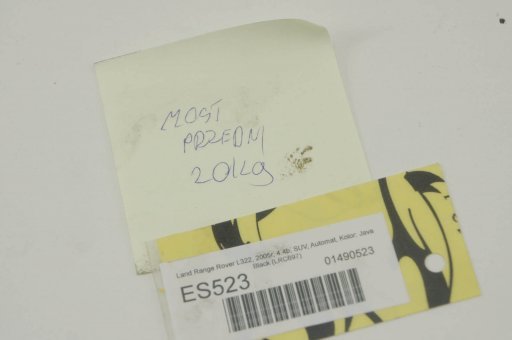 MOST
PRZEDNI
20kg
Land Range Rover L322, 2005r, 4.4b, SUV, Automat, Kolor: Java
Black (LRC697)
ES523
01490523